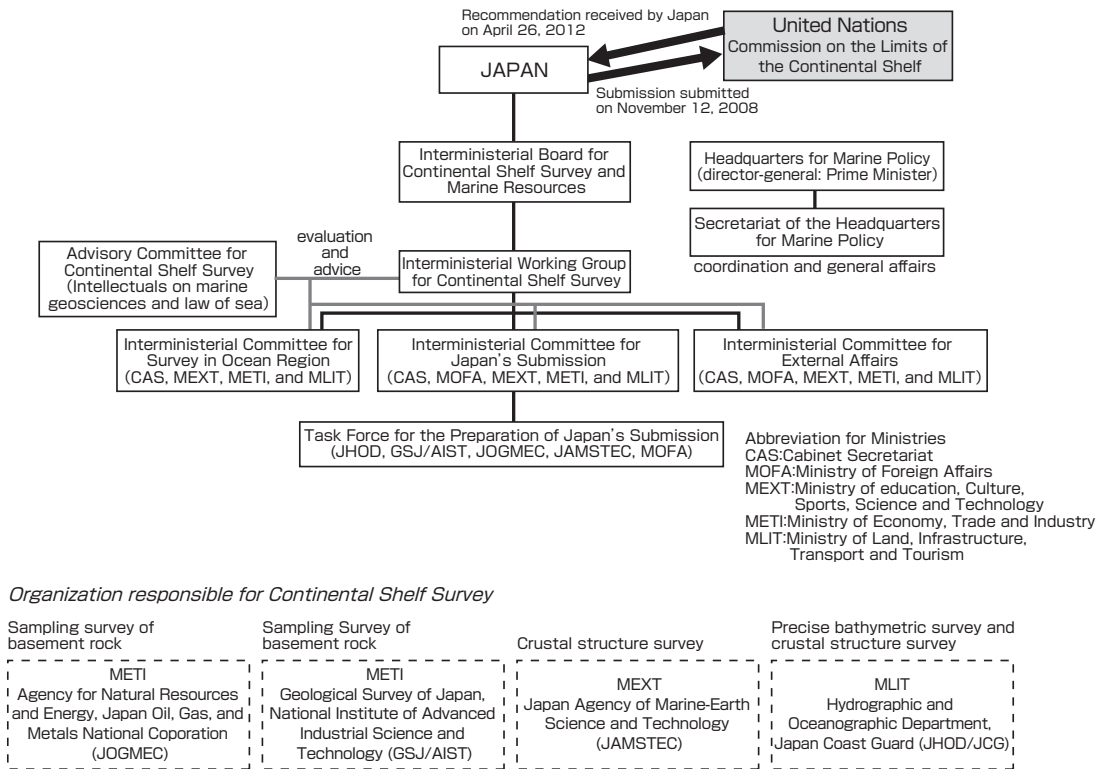 Recommendation received by Japan
on April 26, 2012
United Nations
Commission on the Limits of
the Continental Shelf
JAPAN
Submission submitted
on November 12, 2008
Interministerial Board for
Continental Shelf Survey and
Marine Resources
Headquarters for Marine Policy
(director-general: Prime Minister)
Secretariat of the Headquarters
for Marine Policy
coordination and general affairs
Advisory Committee for
Continental Shelf Survey
(Intellectuals on marine
geosciences and law of sea)
evaluation
and
advice
Interministerial Working Group
for Continental Shelf Survey
Interministerial Committee for
Survey in Ocean Region
(CAS, MEXT, METI, and MLIT)
Interministerial Committee for
Japan's Submission
(CAS, MOFA, MEXT, METI, and MLIT)
Interministerial Committee for
External Affairs
(CAS, MOFA, MEXT, METI, and MLIT)
Task Force for the Preparation of Japan's Submission
(JHOD, GSJ/AIST, JOGMEC, JAMSTEC, MOFA)
Abbreviation for Ministries
CAS:Cabinet Secretariat
MOFA:Ministry of Foreign Affairs
MEXT:Ministry of education, Culture,
Sports, Science and Technology
METI:Ministry of Economy, Trade and Industry
MLIT:Ministry of Land, Infrastructure,
Transport and Tourism
Organization responsible for Continental Shelf Survey
Sampling survey of
basement rock
METI
Agency for Natural Resources
and Energy, Japan Oil, Gas, and
Metals National Coporation
(JOGMEC)
Sampling Survey of
basement rock
METI
Geological Survey of Japan,
National Institute of Advanced
Industrial Science and
Technology (GSJ/AIST)
Crustal structure survey
MEXT
Japan Agency of Marine-Earth
Science and Technology
(JAMSTEC)
Precise bathymetric survey and
crustal structure survey
MLIT
Hydrographic and
Oceanographic Department,
Japan Coast Guard (JHOD/JCG)